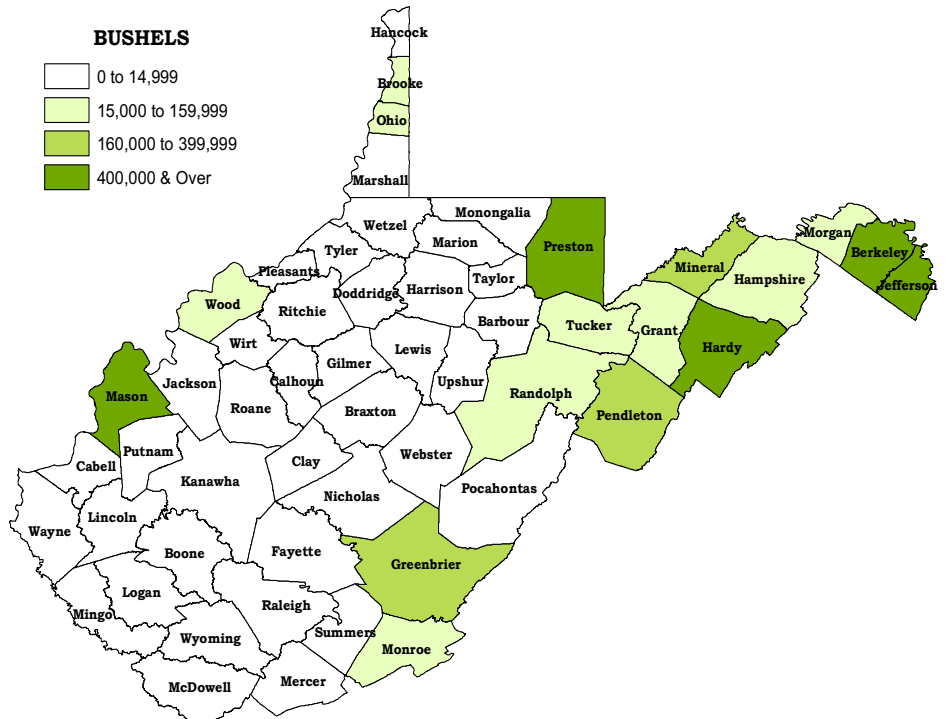 BUSHELS
0 to 14,999
15,000 to 159,999
160,000 to 399,999
400,000 & Over
Hancock
Brooke
Ohio
Marshall
Wetzel
Monongalia
Marion
Preston
Tyler
Pleasants
Doddridge
Harrison
Taylor
Mineral
Hampshire
Morgan
Berkeley
Jefferson
Wood
Ritchie
Barbour
Tucker
Grant
Hardy
Wirt
Gilmer
Lewis
Upshur
Jackson
Calhoun
Roane
Mason
Braxton
Randolph
Pendleton
Putnam
Cabell
Kanawha
Clay
Webster
Nicholas
Pocahontas
Wayne
Lincoln
Boone
Fayette
Greenbrier
Logan
Mingo
Raleigh
Summers
Wyoming
Monroe
McDowell
Mercer